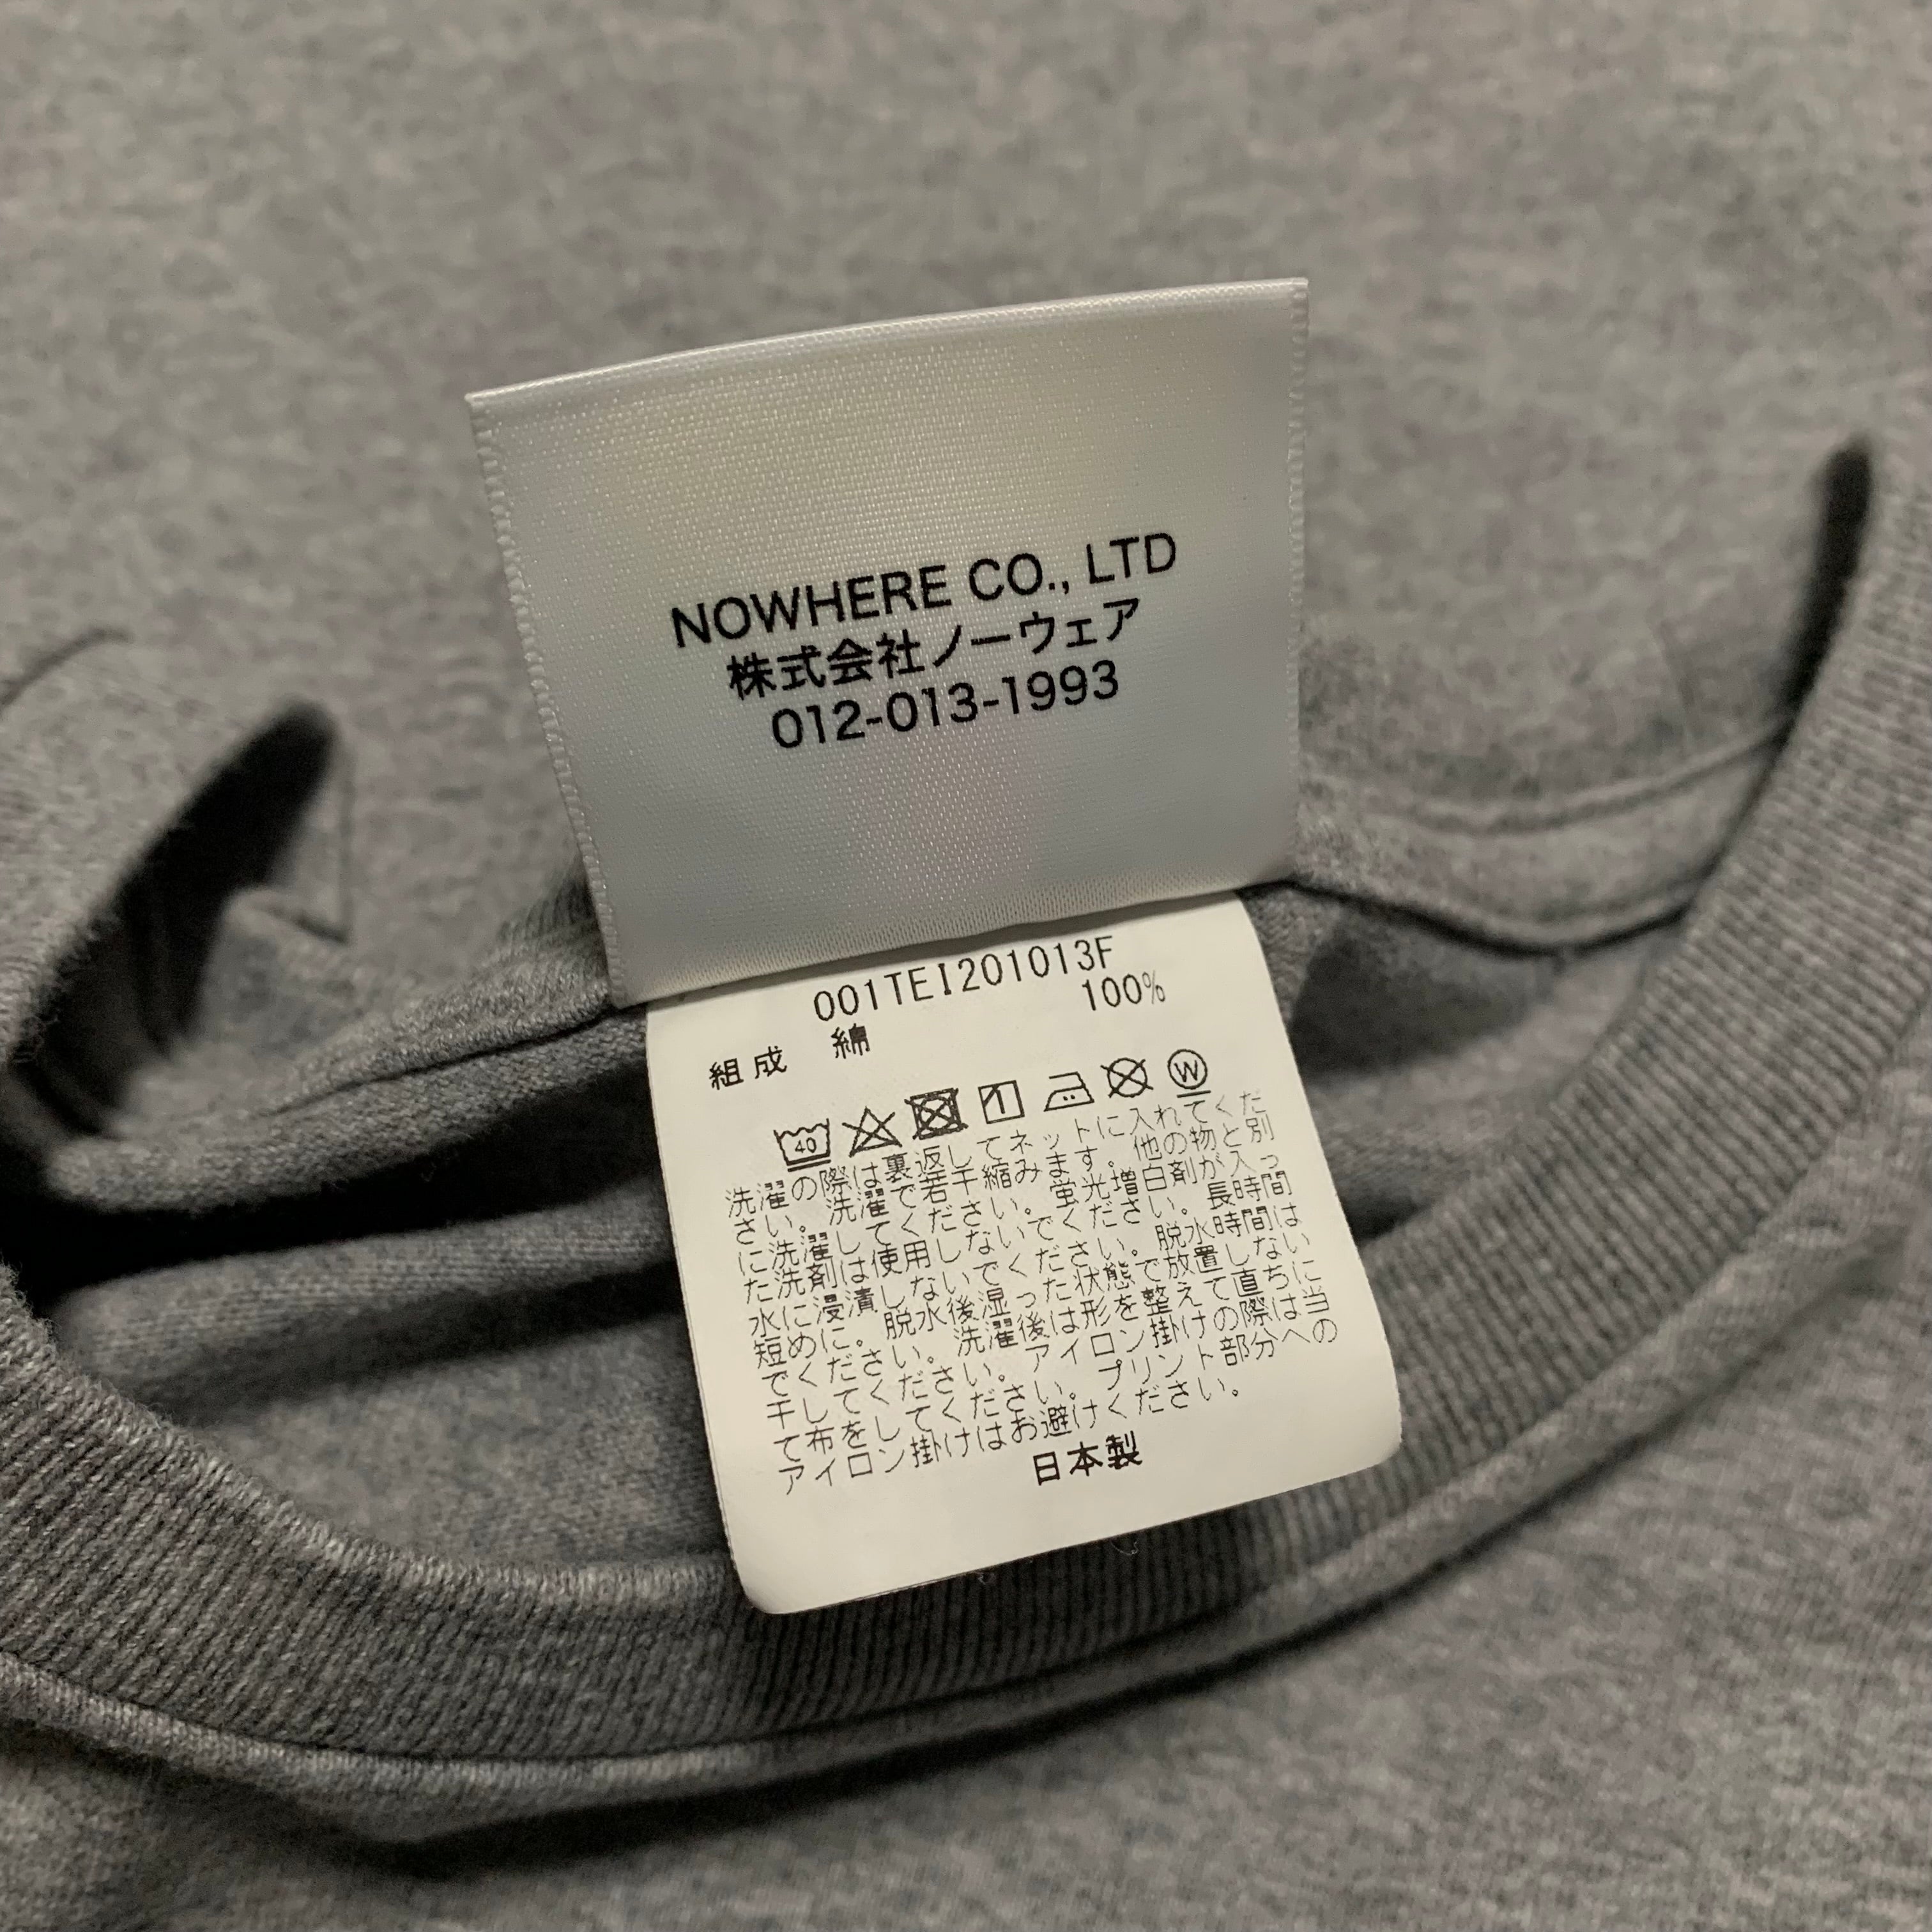 NOWHERE CO., LTD
株式会社ノーウェア
012-013-1993
001TEI201013F
組成 綿 100%
40 W
洗濯の際は裏返してネットに入れてくだ
さい。洗濯で若干縮みます。他の物と別
に洗濯してください。蛍光増白剤が入っ
た洗剤は使用しないでください。長時間
水に浸漬しないでください。脱水時間は
短めに。脱水後湿った状態で放置しない
でください。洗濯後は形を整えて直ちに
干してください。アイロン掛けの際は当
て布をしてください。プリント部分への
アイロン掛けはお避けください。
日本製